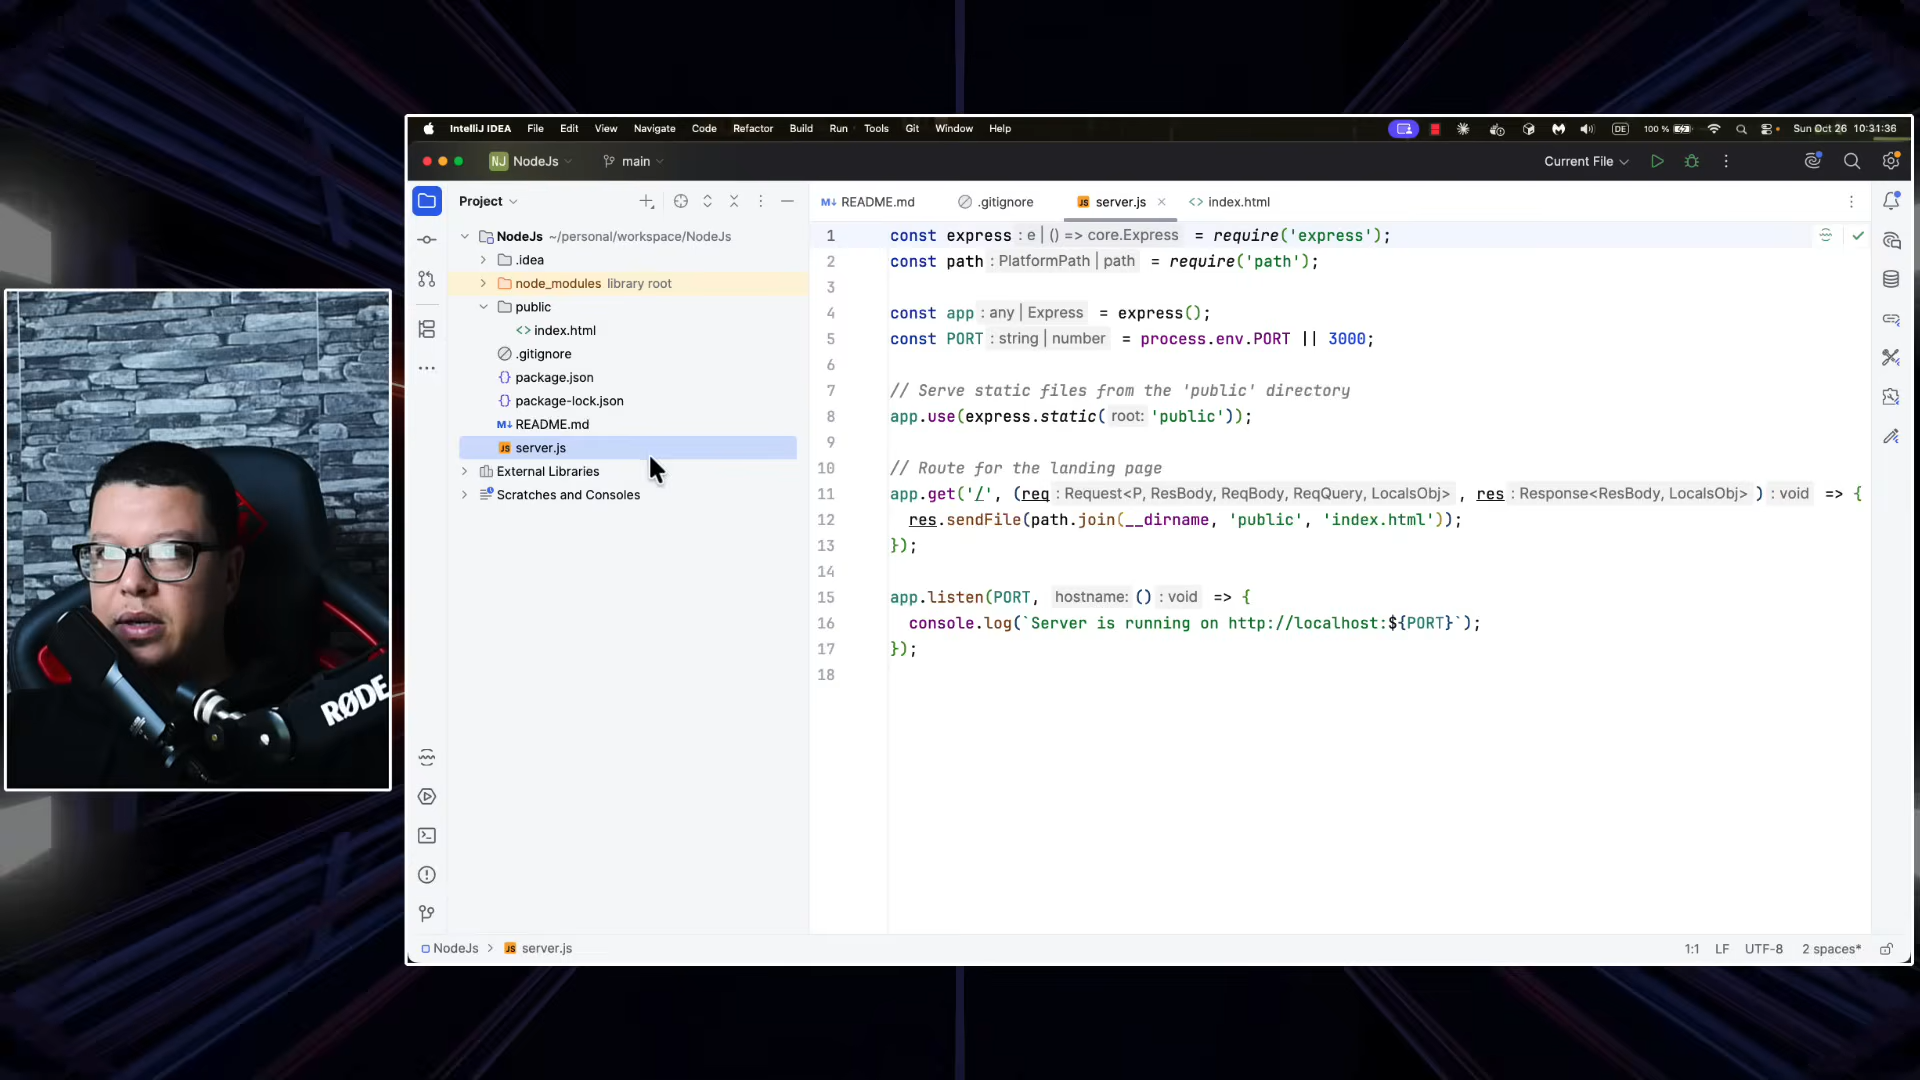 IntelliJ IDEA File Edit View Navigate Code Refactor Build Run Tools Git Window Help DE 100 % Sun Oct 26 10:31:36
NJ NodeJs main Current File
Project
README.md .gitignore JS server.js index.html
NodeJs ~/personal/workspace/NodeJs
.idea
node_modules library root
public
<> index.html
.gitignore
{} package.json
{} package-lock.json
M↓ README.md
JS server.js
External Libraries
Scratches and Consoles
1 const express : e | () => core.Express = require('express');
2 const path : PlatformPath | path = require('path');
3
4 const app : any | Express = express();
5 const PORT : string | number = process.env.PORT || 3000;
6
7 // Serve static files from the 'public' directory
8 app.use(express.static( root: 'public'));
9
10 // Route for the landing page
11 app.get('/', (req : Request<P, ResBody, ReqBody, ReqQuery, LocalsObj> , res : Response<ResBody, LocalsObj> ) : void => {
12 res.sendFile(path.join(__dirname, 'public', 'index.html'));
13 });
14
15 app.listen(PORT, hostname: () : void => {
16 console.log(`Server is running on http://localhost:${PORT}`);
17 });
18
RØDE
NodeJs > JS server.js 1:1 LF UTF-8 2 spaces*